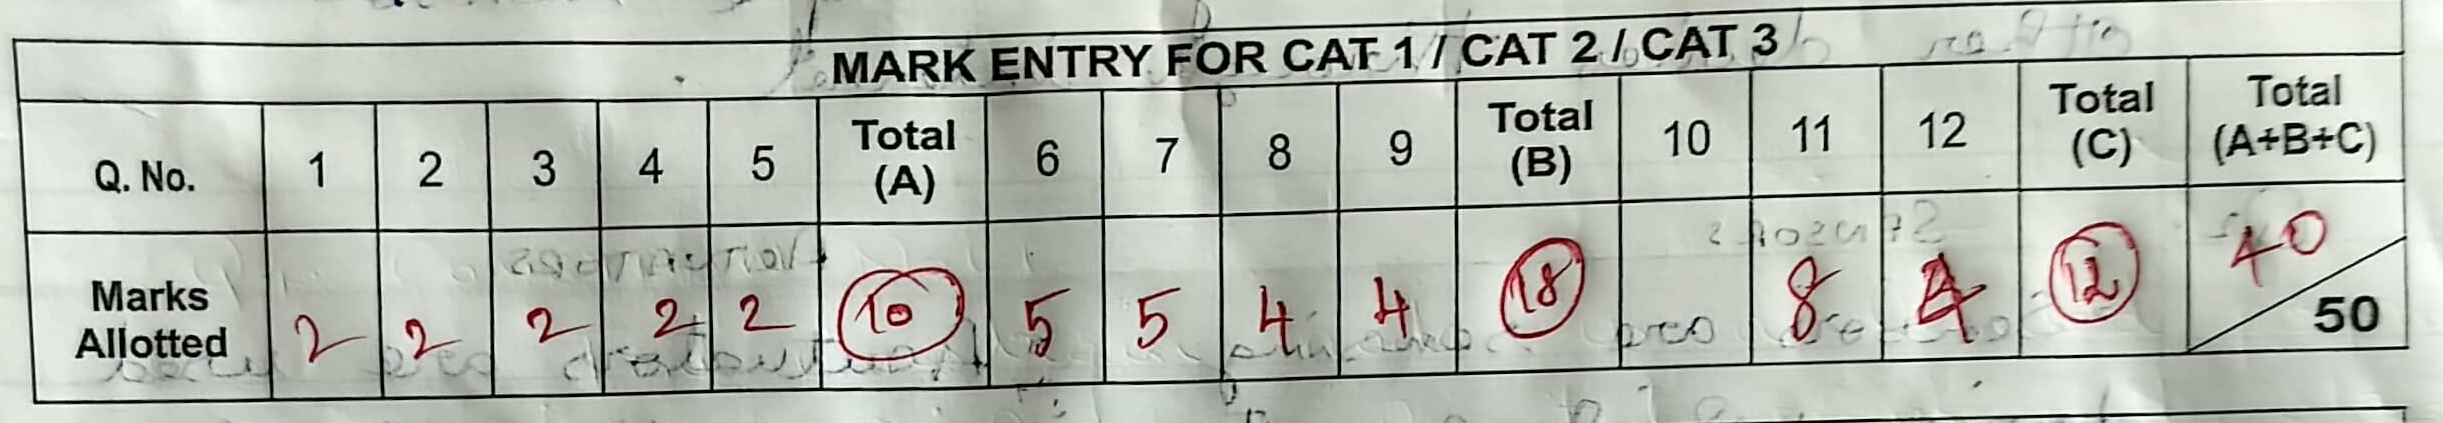 MARK ENTRY FOR CAT 1 / CAT 2 / CAT 3
Q. No. 1 2 3 4 5 Total (A) 6 7 8 9 Total (B) 10 11 12 Total (C) Total (A+B+C)
Marks Allotted 2 2 2 2 2 10 5 5 4 4 18 8 4 12 40 / 50